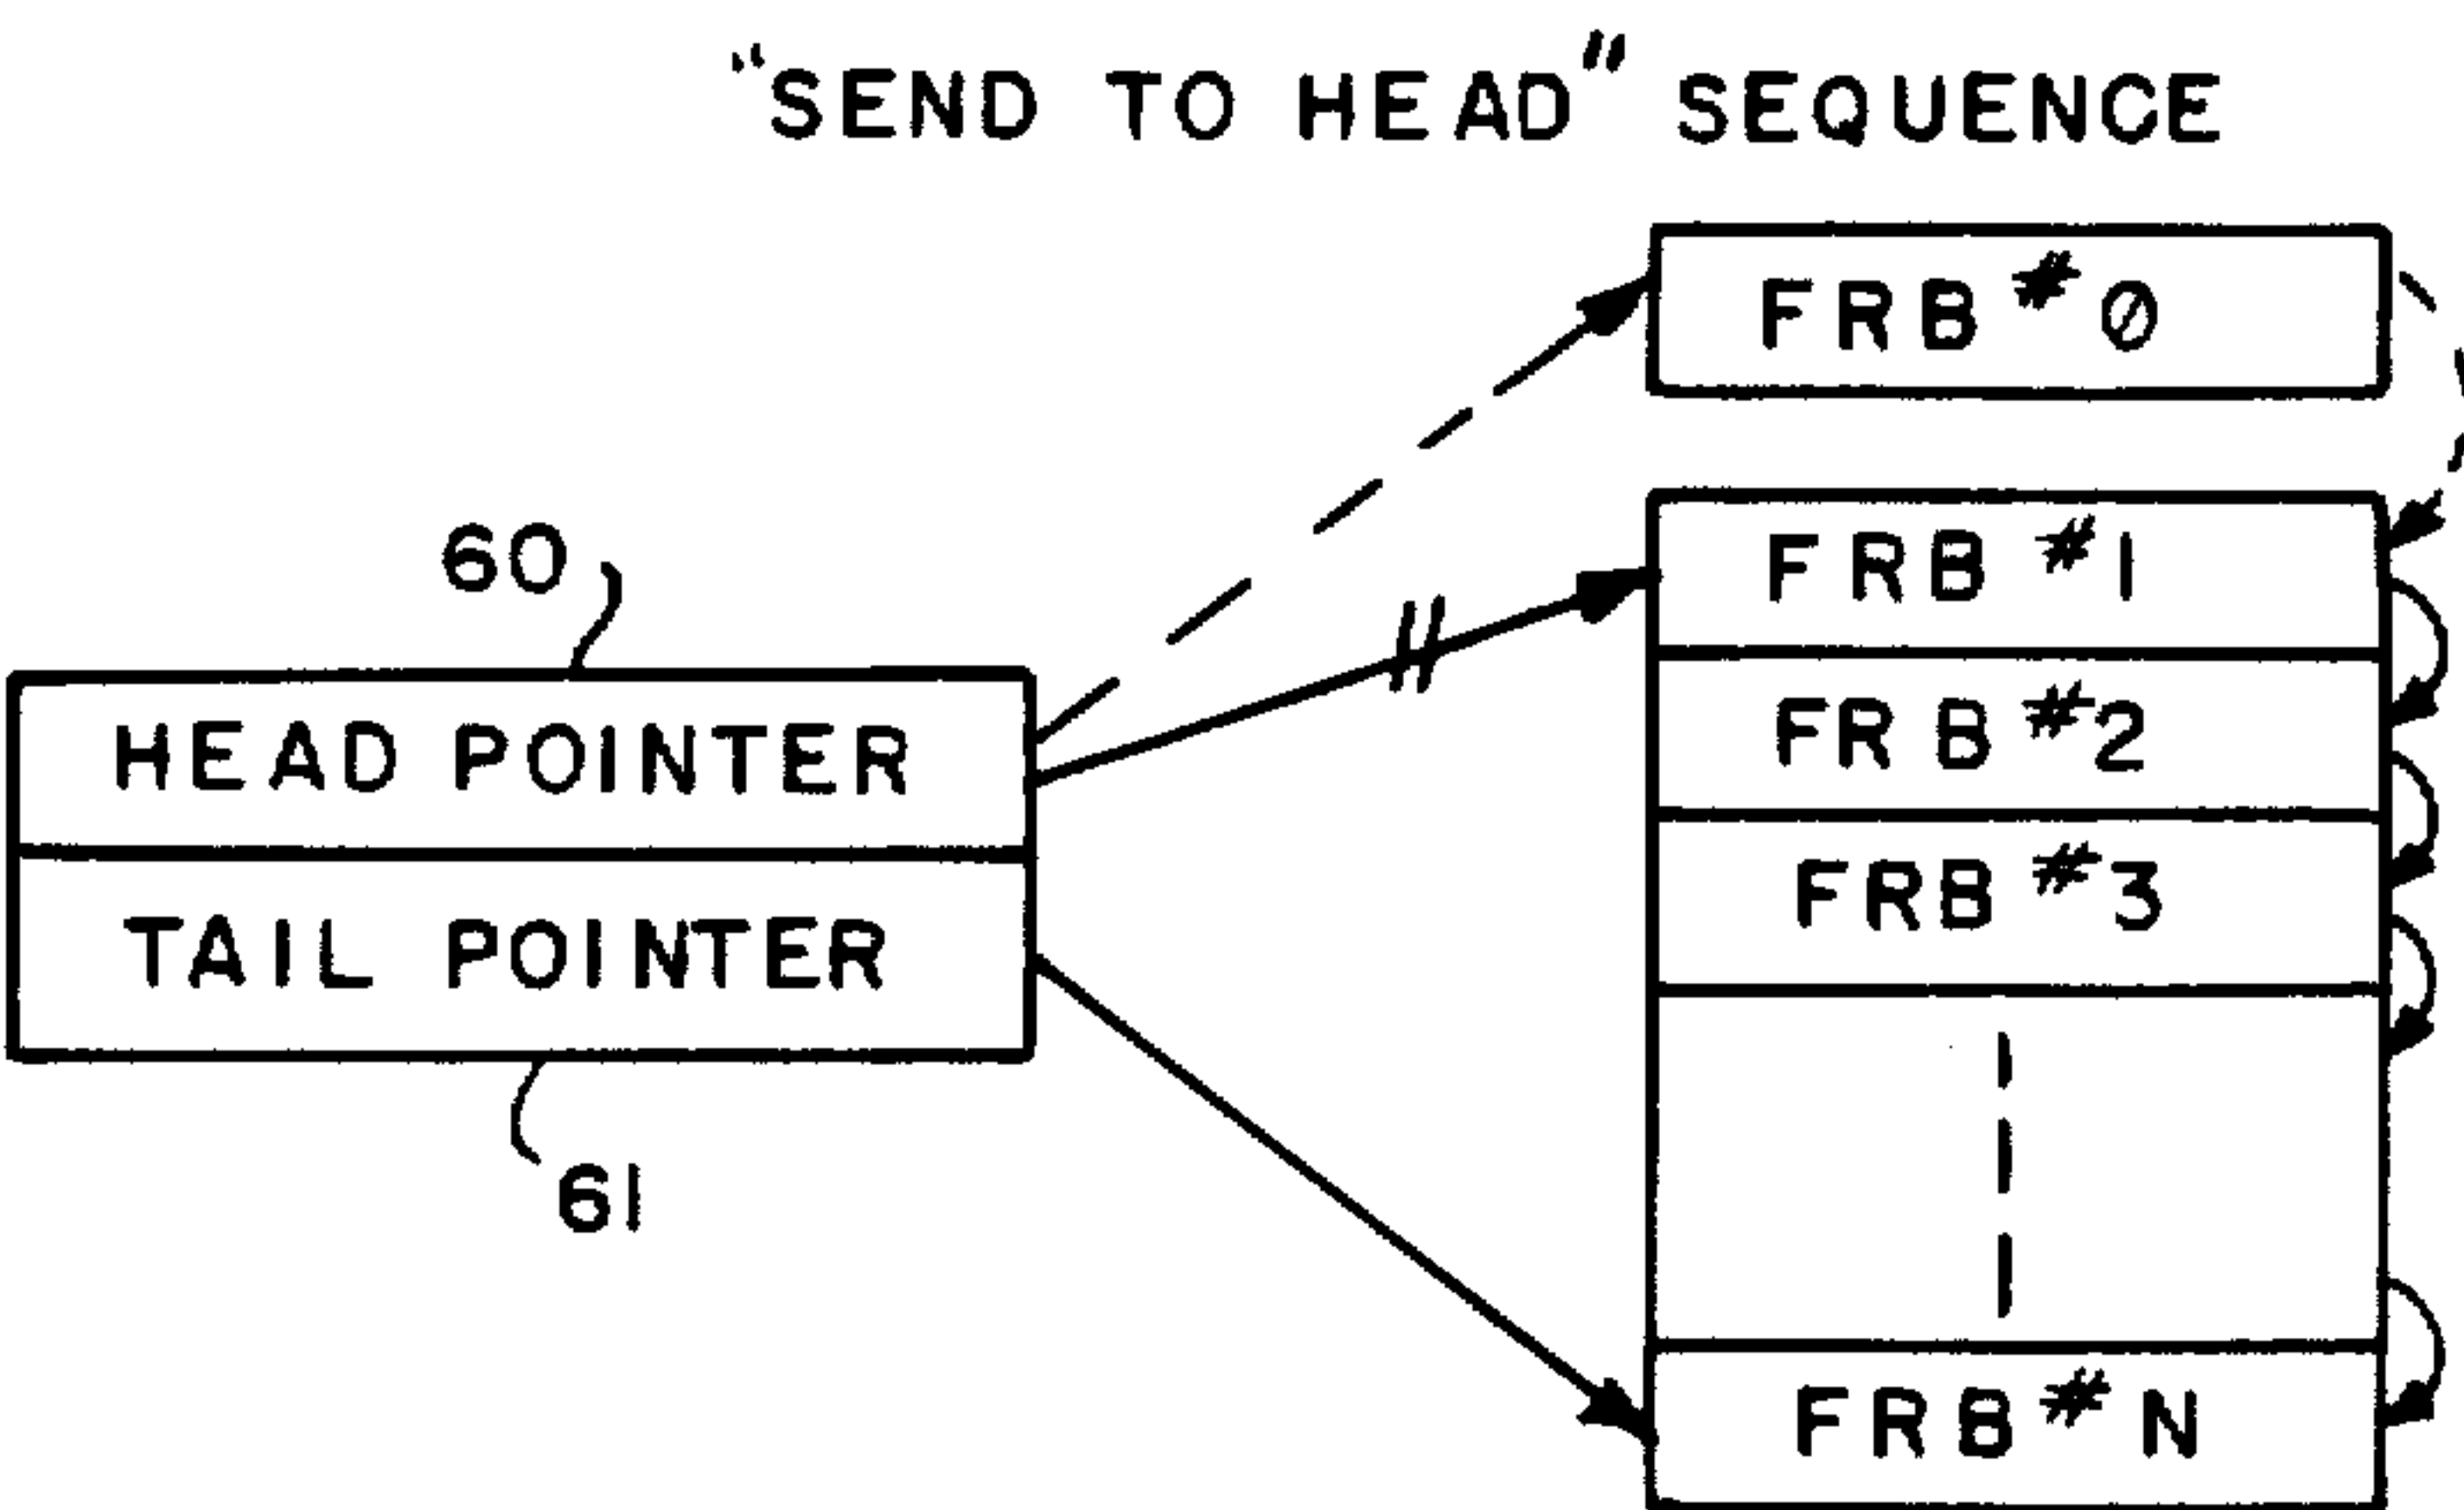 "SEND TO HEAD" SEQUENCE
FRB #0
60
FRB #1
HEAD POINTER
FRB #2
TAIL POINTER
FRB #3
61
FRB #N